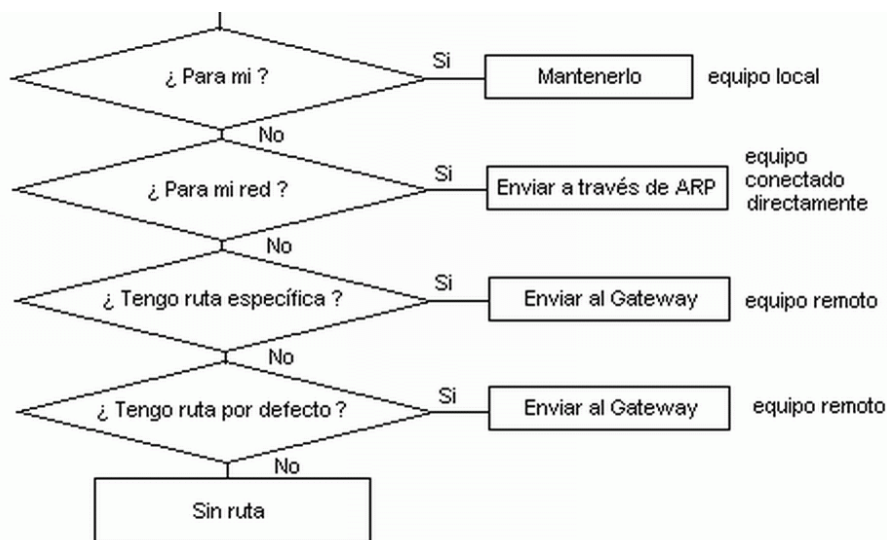 ¿ Para mi ?
Si
Mantenerlo
equipo local
No
¿ Para mi red ?
Si
Enviar a través de ARP
equipo
conectado
directamente
No
¿ Tengo ruta específica ?
Si
Enviar al Gateway
equipo remoto
No
¿ Tengo ruta por defecto ?
Si
Enviar al Gateway
equipo remoto
No
Sin ruta